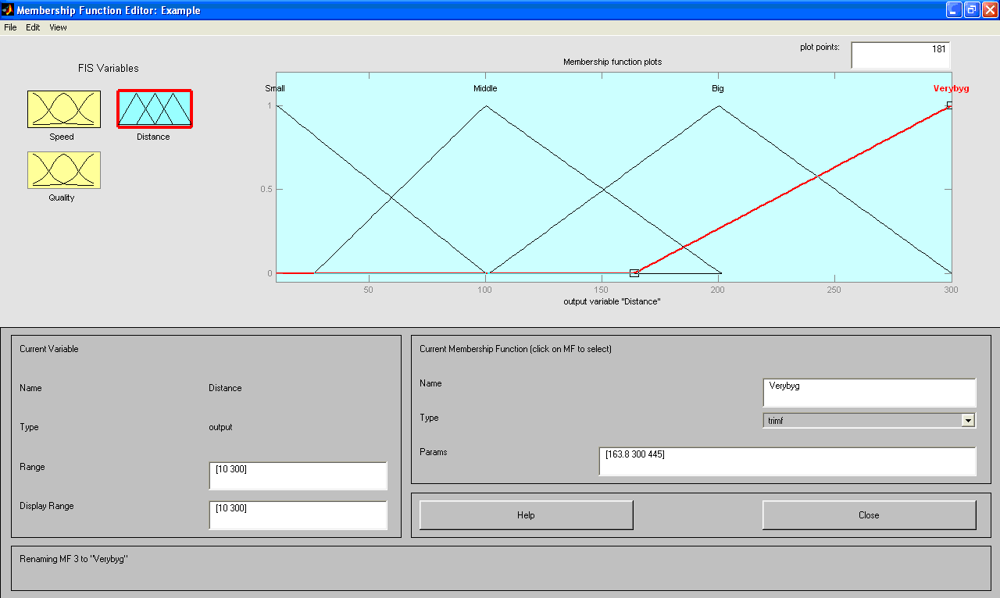 Membership Function Editor: Example
File Edit View
plot points: 181
FIS Variables
Membership function plots
Speed Distance
Quality
Small Middle Big Verybyg
1
0.5
0
50 100 150 200 250 300
output variable "Distance"
Current Variable
Name Distance
Type output
Range [10 300]
Display Range [10 300]
Current Membership Function (click on MF to select)
Name Verybyg
Type trimf
Params [163.8 300 445]
Help Close
Renaming MF 3 to "Verybyg"